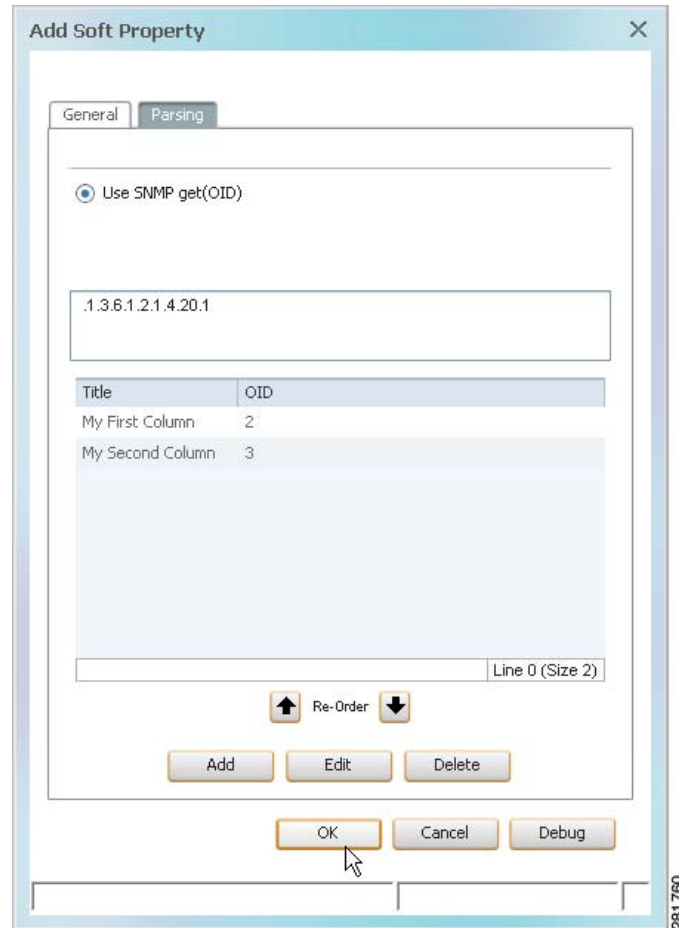 Add Soft Property
General Parsing
Use SNMP get(OID)
.1.3.6.1.2.1.4.20.1
Title OID
My First Column 2
My Second Column 3
Line 0 (Size 2)
Re-Order
Add Edit Delete
OK Cancel Debug
281760